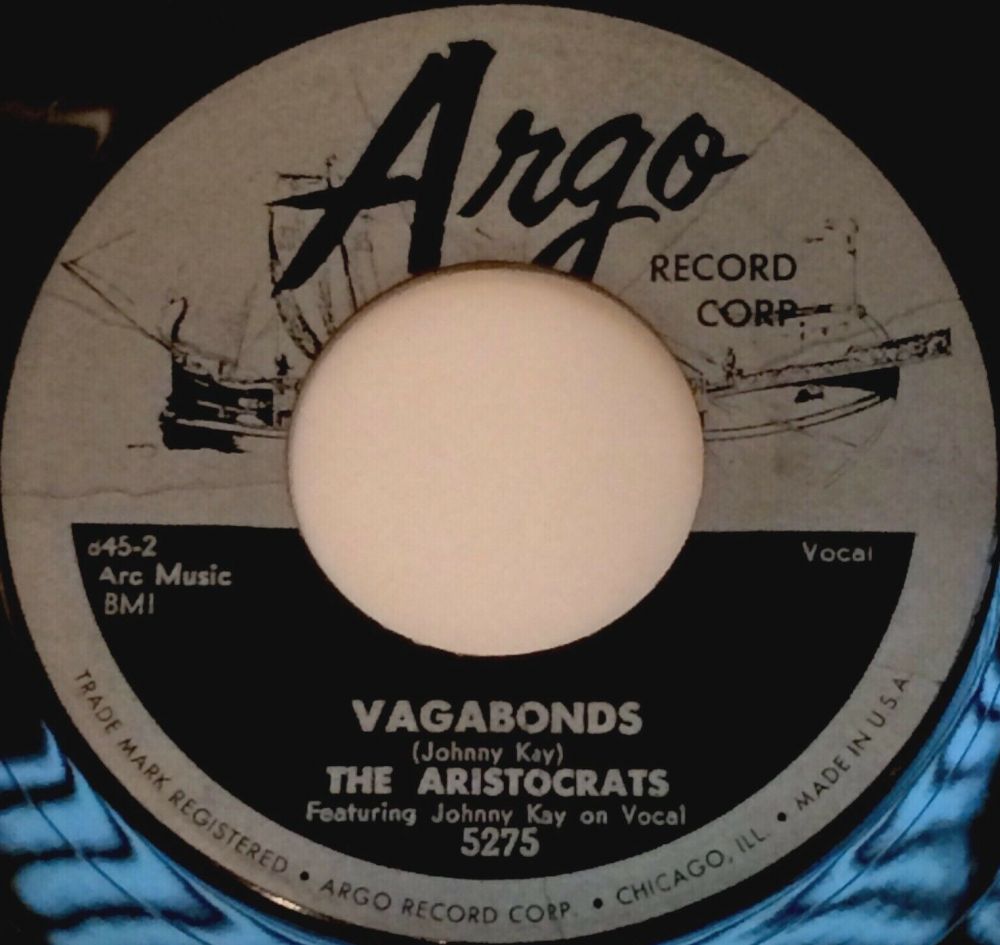 Argo
RECORD
CORP.
645-2
Arc Music
BMI
Vocal
VAGABONDS
(Johnny Kay)
THE ARISTOCRATS
Featuring Johnny Kay on Vocal
5275
TRADE MARK REGISTERED • ARGO RECORD CORP. • CHICAGO, ILL. • MADE IN U.S.A.